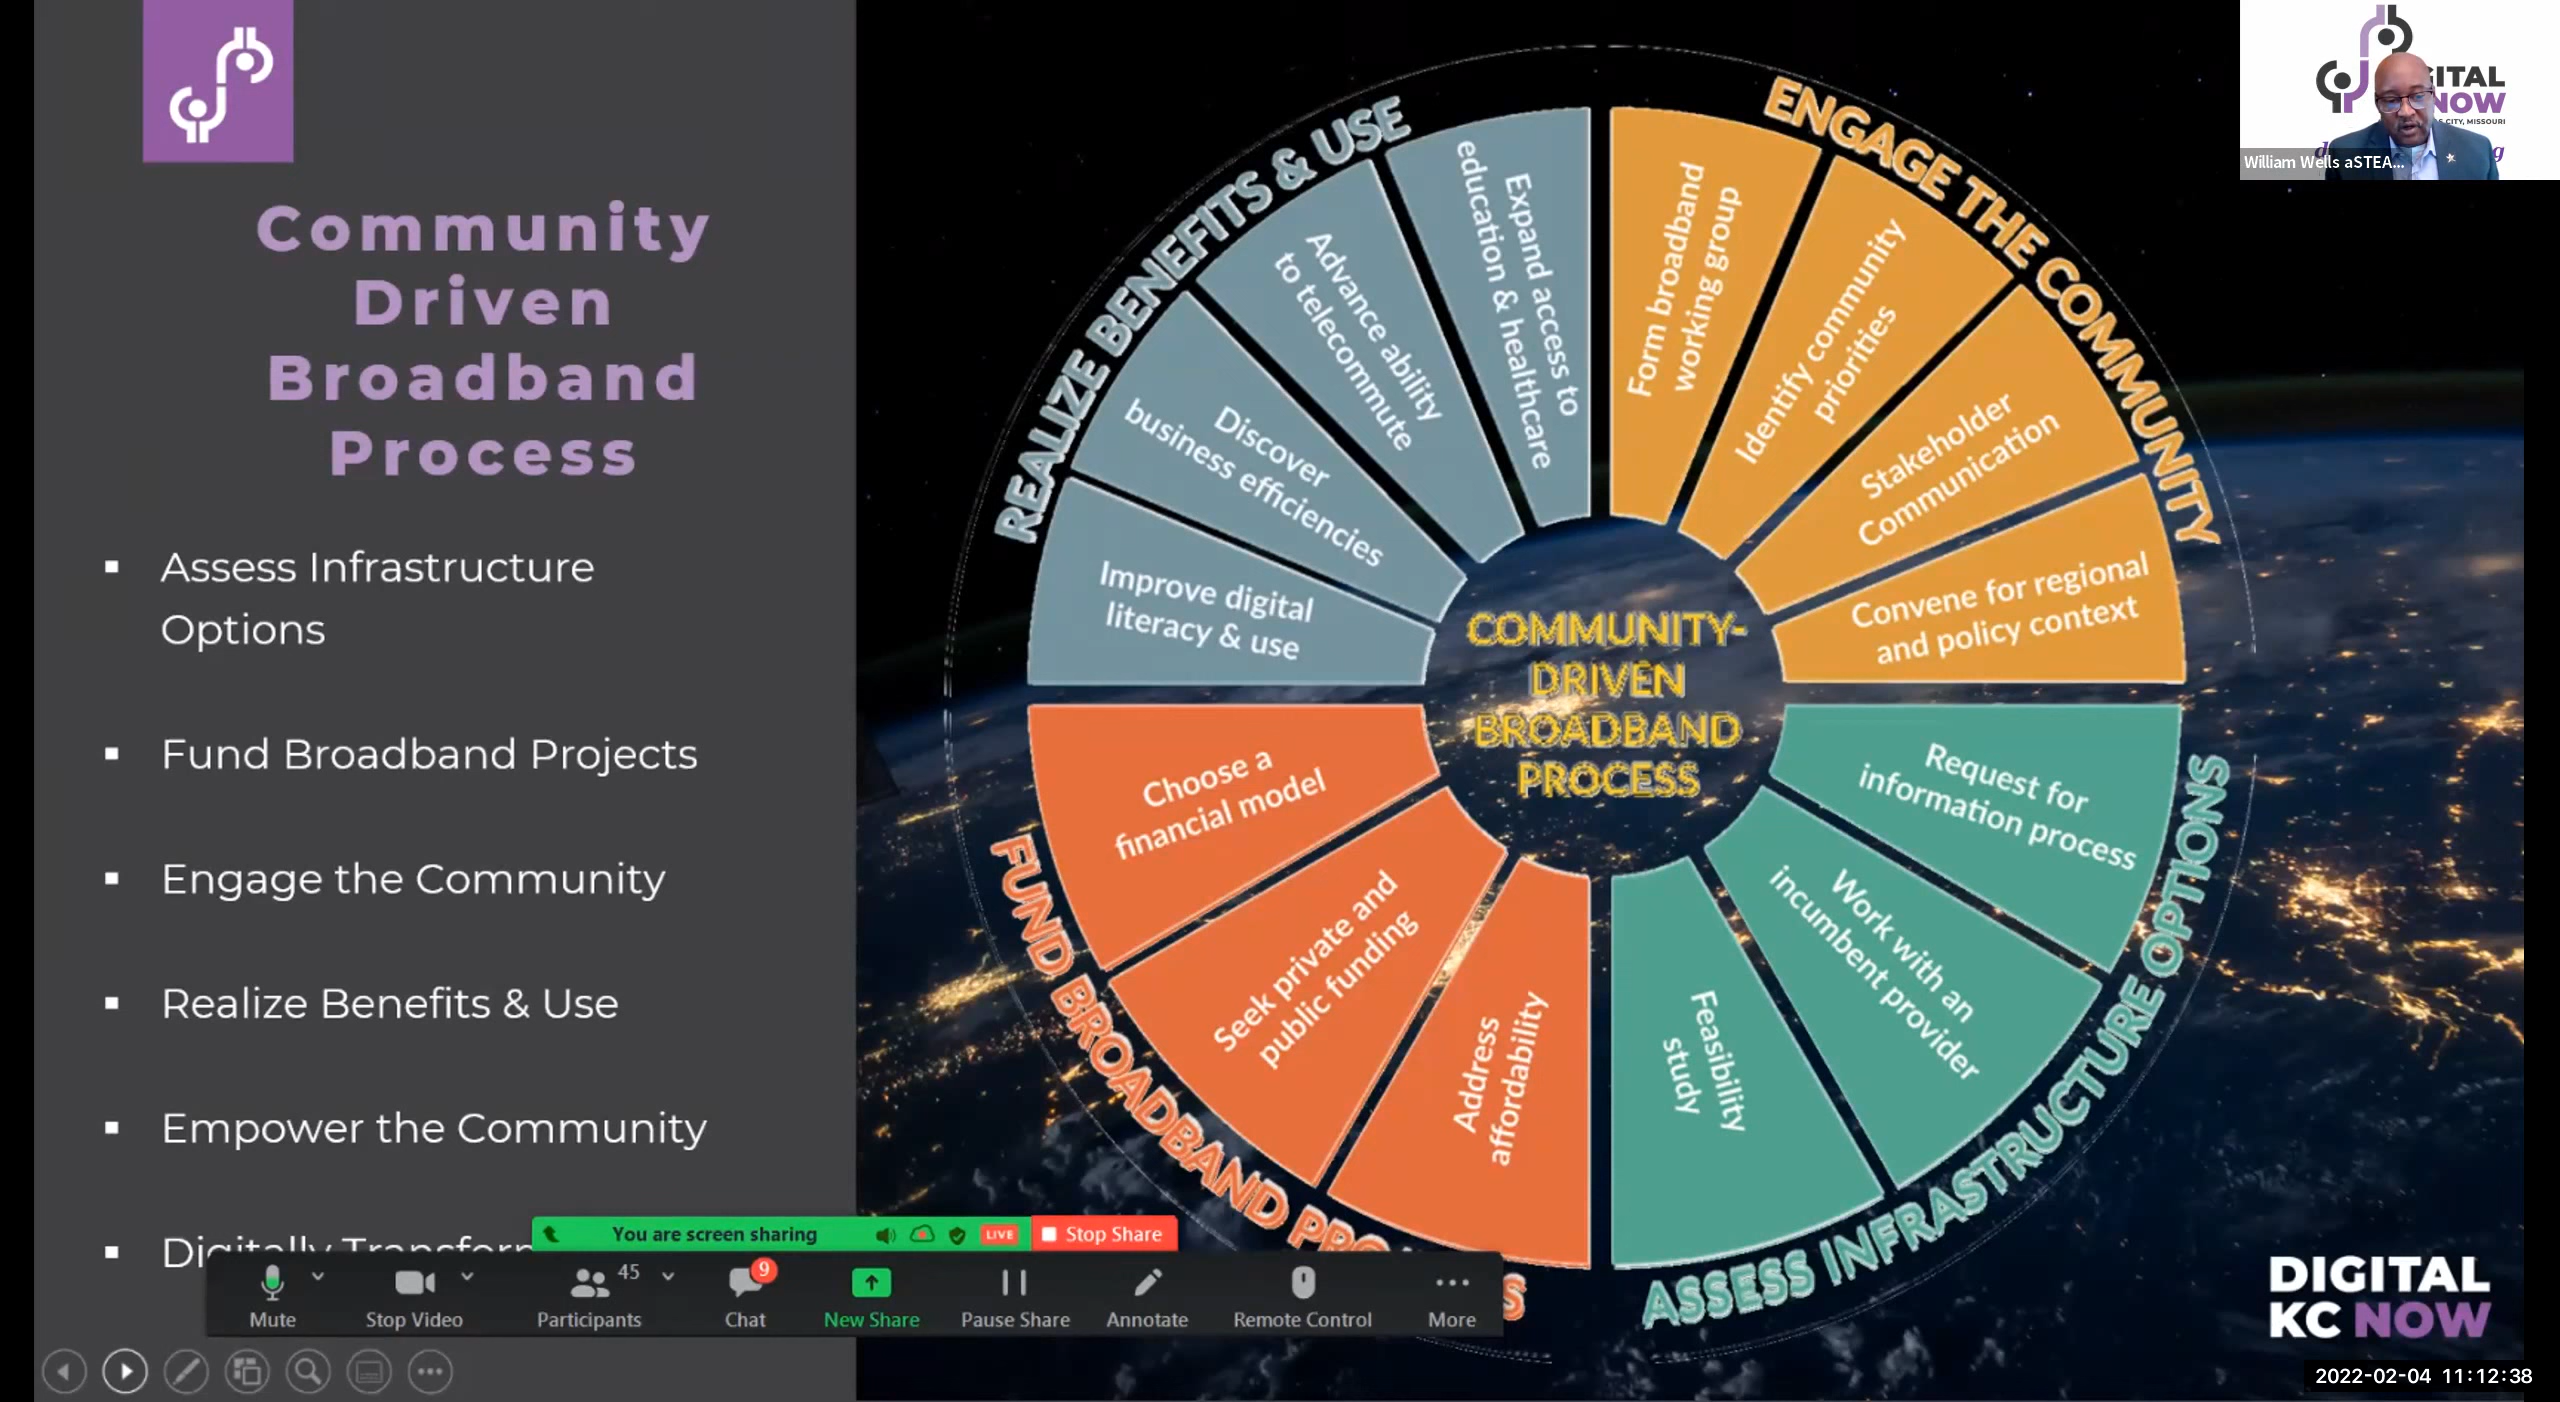 Community
Driven
Broadband
Process
Assess Infrastructure
Options
Fund Broadband Projects
Engage the Community
Realize Benefits & Use
Empower the Community
Digitally
REALIZE BENEFITS & USE
Improve digital
literacy & use
Discover
business efficiencies
Advance ability
to telecommute
Expand access to
education & healthcare
ENGAGE THE COMMUNITY
Form broadband
working group
Identify community
priorities
Stakeholder
Communication
Convene for regional
and policy context
COMMUNITY-
DRIVEN
BROADBAND
PROCESS
Request for
information process
Work with an
incumbent provider
Feasibility
study
ASSESS INFRASTRUCTURE OPTIONS
Choose a
financial model
Seek private and
public funding
Address
affordability
FUND BROADBAND
NOW
CITY, MISSOURI
William Wells aSTEA...
You are screen sharing
LIVE
Stop Share
Mute
Stop Video
45
Participants
9
Chat
New Share
Pause Share
Annotate
Remote Control
More
DIGITAL
KC NOW
2022-02-04 11:12:38